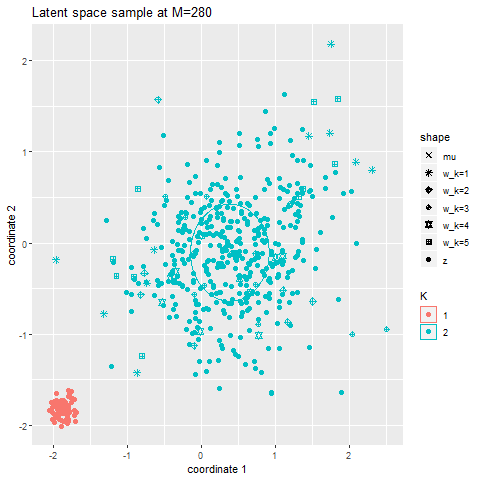 Latent space sample at M=280
coordinate 2
2
1
0
-1
-2
-2
-1
0
1
2
coordinate 1
shape
mu
w_k=1
w_k=2
w_k=3
w_k=4
w_k=5
z
K
1
2